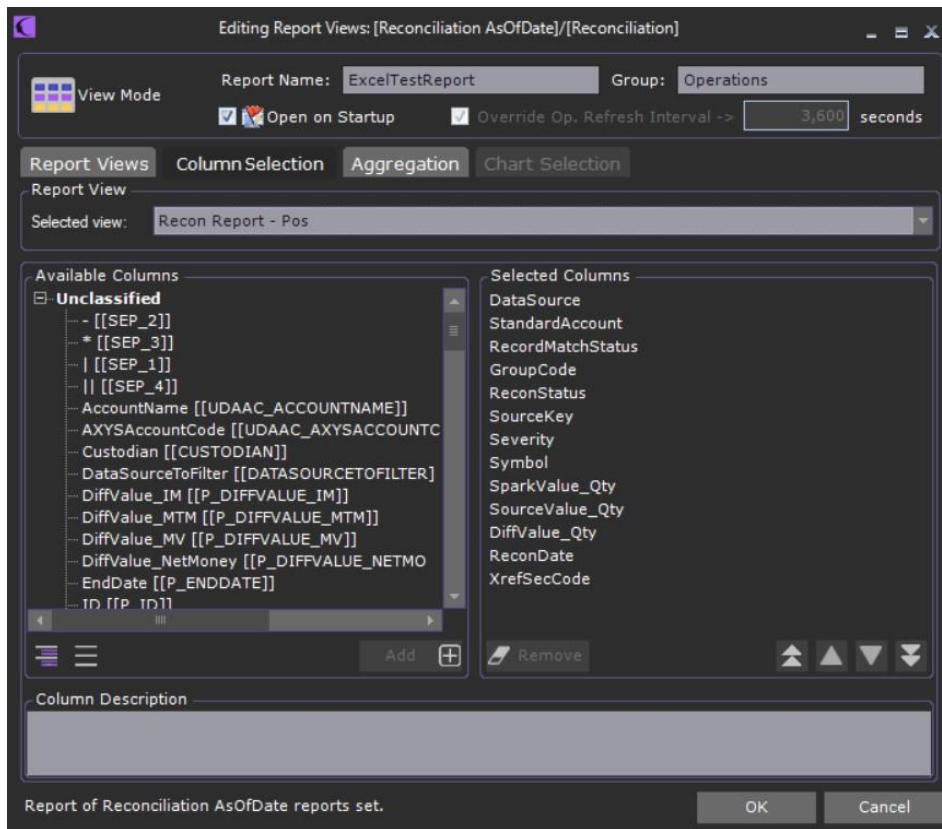 Editing Report Views: [Reconciliation AsOfDate]/[Reconciliation]
View Mode
Report Name: ExcelTestReport Group: Operations
Open on Startup Override Op. Refresh Interval -> 3,600 seconds
Report Views Column Selection Aggregation Chart Selection
Report View
Selected view: Recon Report - Pos
Available Columns
Unclassified
- [[SEP_2]]
* [[SEP_3]]
| [[SEP_1]]
|| [[SEP_4]]
AccountName [[UDAAC_ACCOUNTNAME]]
AXYSAccountCode [[UDAAC_AXYSACCOUNTC
Custodian [[CUSTODIAN]]
DataSourceToFilter [[DATASOURCETOFILTER]
DiffValue_IM [[P_DIFFVALUE_IM]]
DiffValue_MTM [[P_DIFFVALUE_MTM]]
DiffValue_MV [[P_DIFFVALUE_MV]]
DiffValue_NetMoney [[P_DIFFVALUE_NETMO
EndDate [[P_ENDDATE]]
ID [[P_ID]]
Add
Selected Columns
DataSource
StandardAccount
RecordMatchStatus
GroupCode
ReconStatus
SourceKey
Severity
Symbol
SparkValue_Qty
SourceValue_Qty
DiffValue_Qty
ReconDate
XrefSecCode
Remove
Column Description
Report of Reconciliation AsOfDate reports set.
OK Cancel